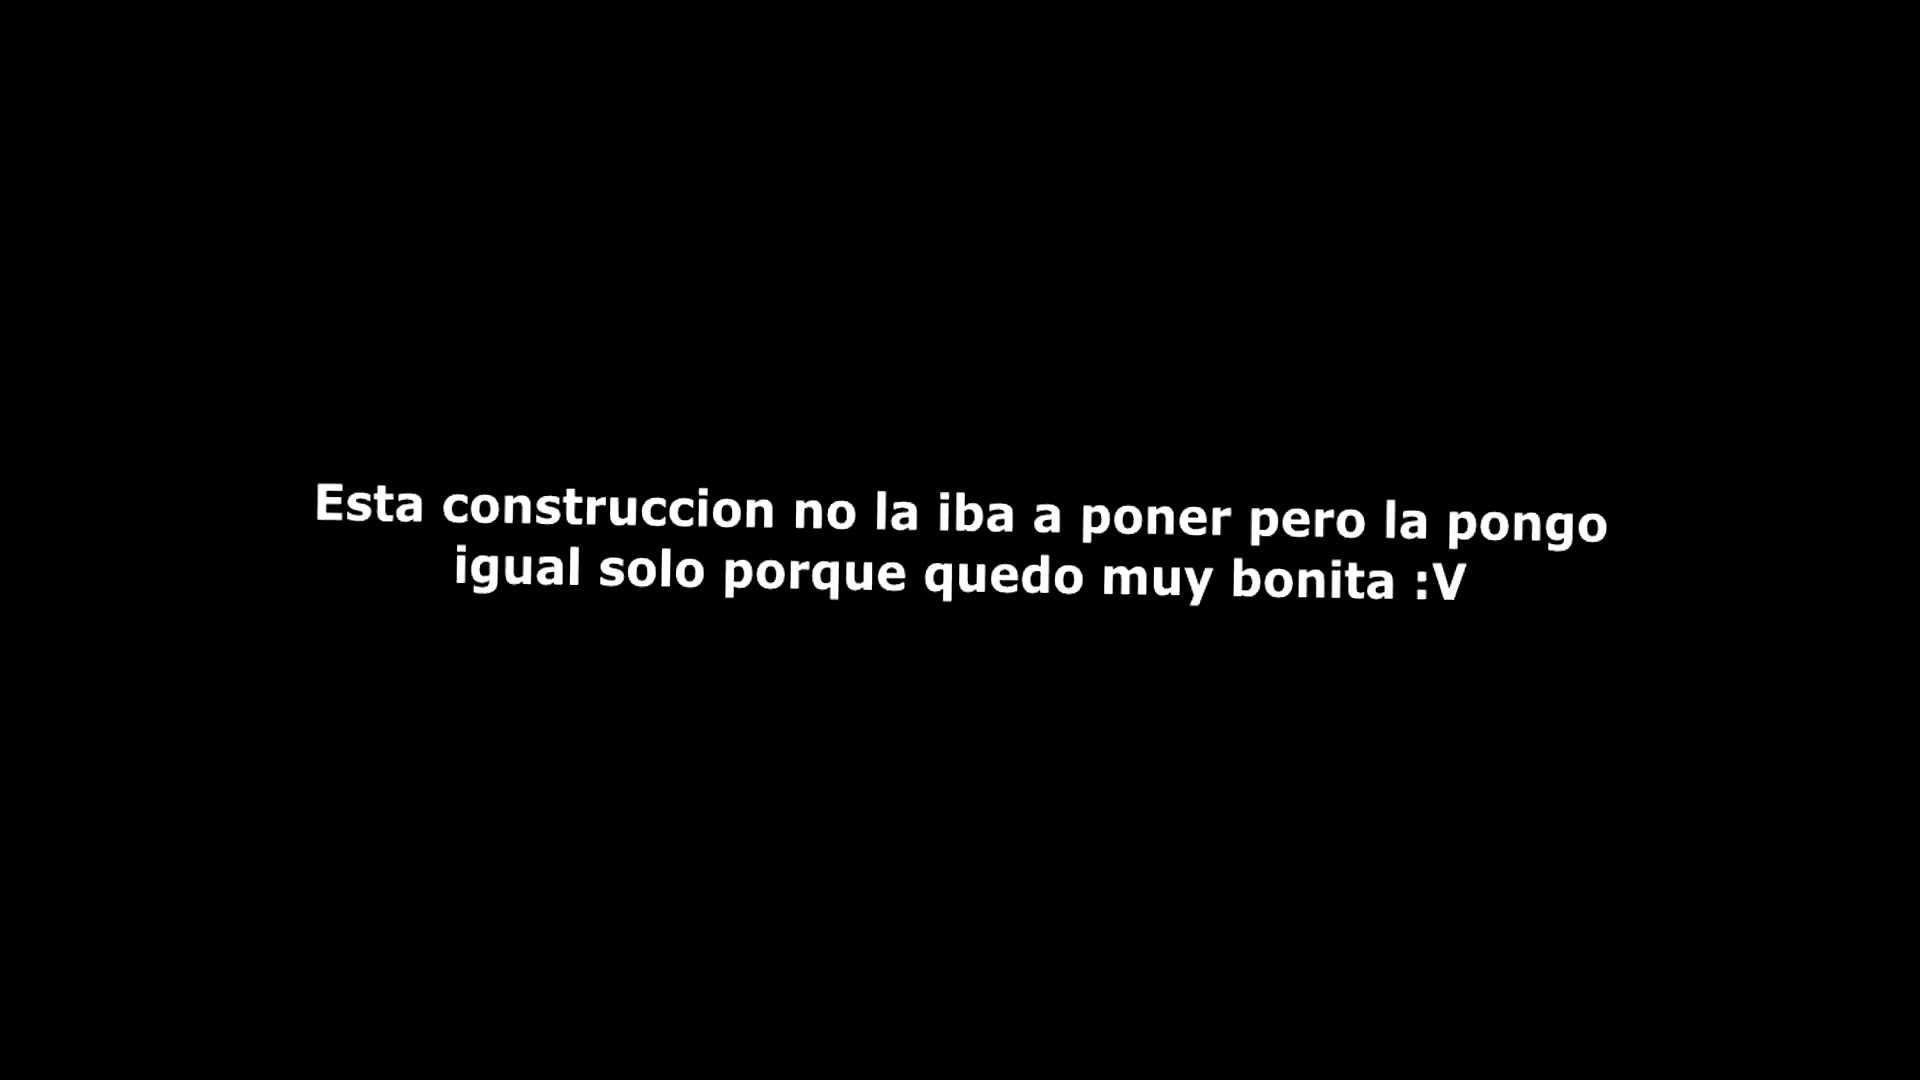 Esta construccion no la iba a poner pero la pongo
igual solo porque quedo muy bonita :V